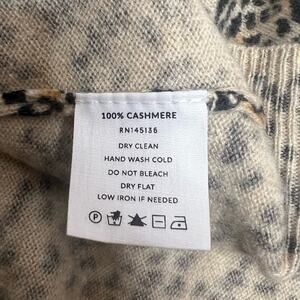 100% CASHMERE
RN145136
DRY CLEAN
HAND WASH COLD
DO NOT BLEACH
DRY FLAT
LOW IRON IF NEEDED
P